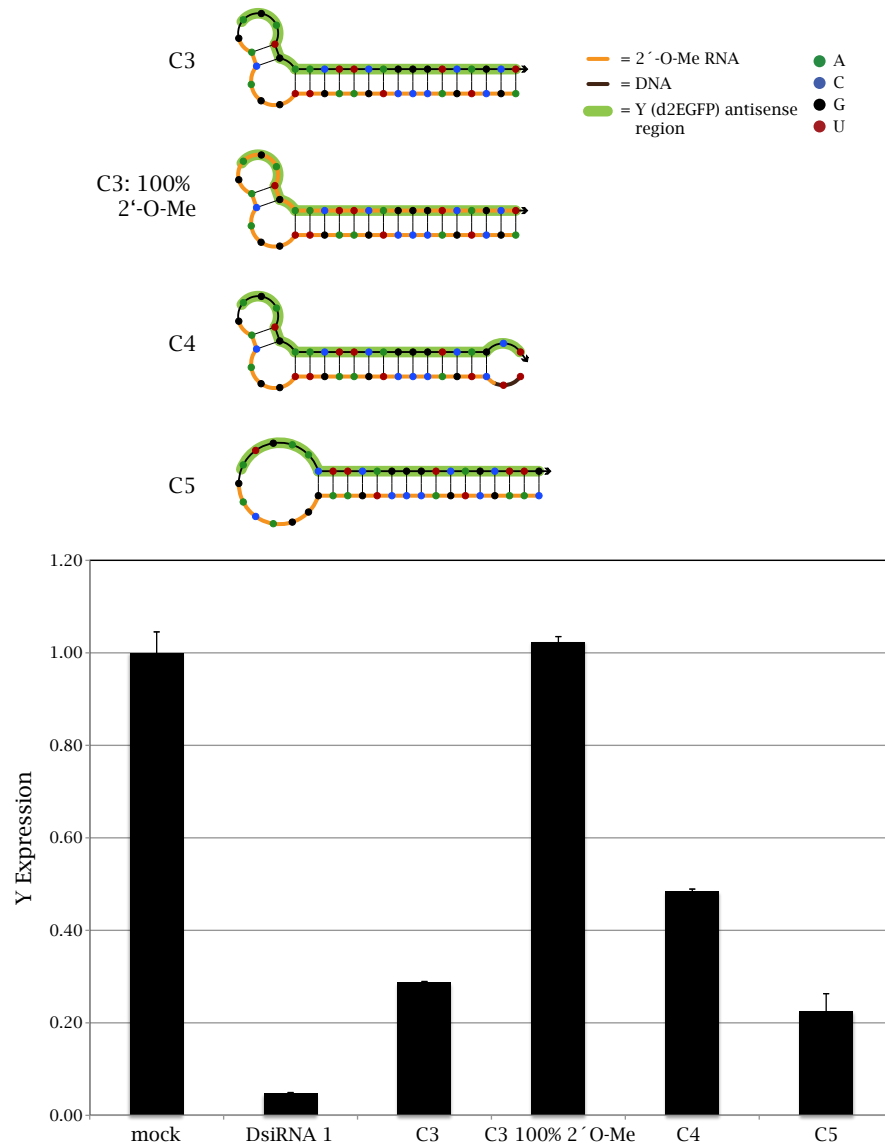 C3
= 2´-O-Me RNA
= DNA
= Y (d2EGFP) antisense
region
A
C
G
U
C3: 100%
2‘-O-Me
C4
C5
1.20
1.00
0.80
0.60
0.40
0.20
0.00
Y Expression
mock
DsiRNA 1
C3
C3 100% 2´O-Me
C4
C5